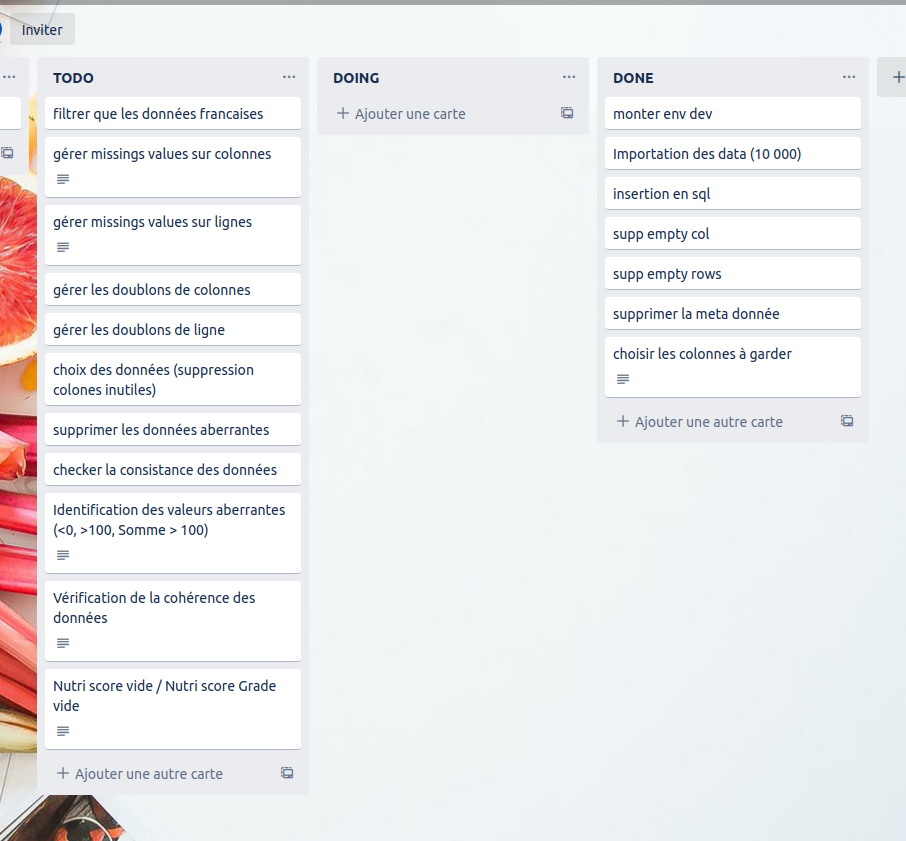 Inviter
TODO
filtrer que les données francaises
gérer missings values sur colonnes
gérer missings values sur lignes
gérer les doublons de colonnes
gérer les doublons de ligne
choix des données (suppression
colones inutiles)
supprimer les données aberrantes
checker la consistance des données
Identification des valeurs aberrantes
(<0, >100, Somme > 100)
Vérification de la cohérence des
données
Nutri score vide / Nutri score Grade
vide
+ Ajouter une autre carte
DOING
+ Ajouter une carte
DONE
monter env dev
Importation des data (10 000)
insertion en sql
supp empty col
supp empty rows
supprimer la meta donnée
choisir les colonnes à garder
+ Ajouter une autre carte